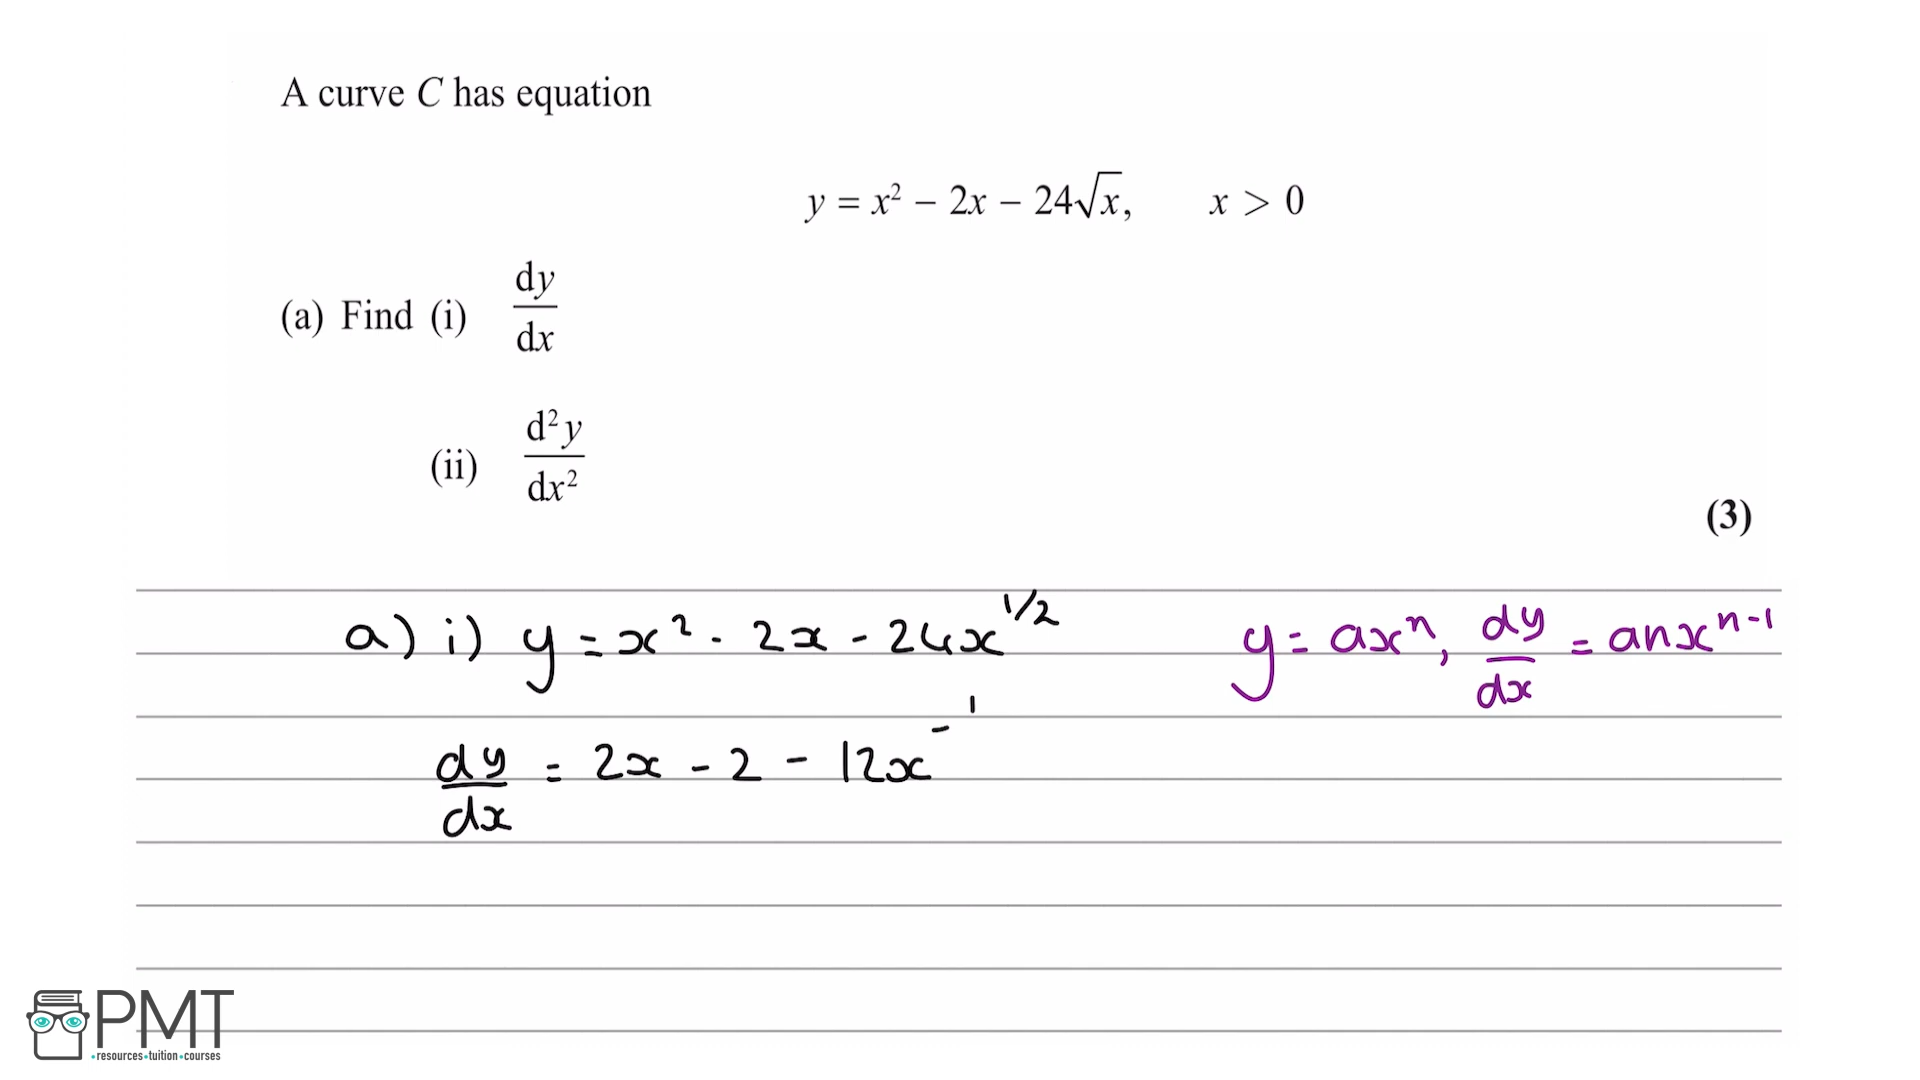 A curve C has equation
y = x² − 2x − 24√x, x > 0
(a) Find (i) dy/dx
(ii) d²y/dx²
(3)
a) i) y = x² - 2x - 24x^1/2
y = axⁿ, dy/dx = anx^n-1
dy/dx = 2x - 2 - 12x^-1
PMT
•resources•tuition•courses